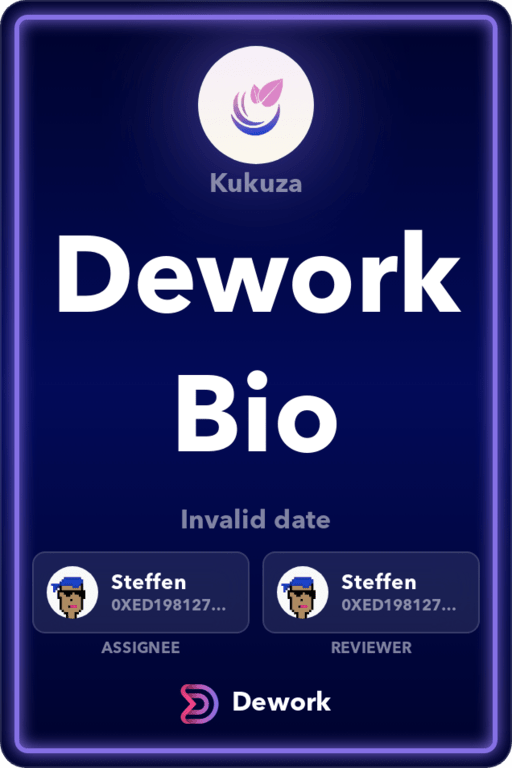 Kukuza
Dework
Bio
Invalid date
Steffen
0XED198127...
ASSIGNEE
Steffen
0XED198127...
REVIEWER
Dework